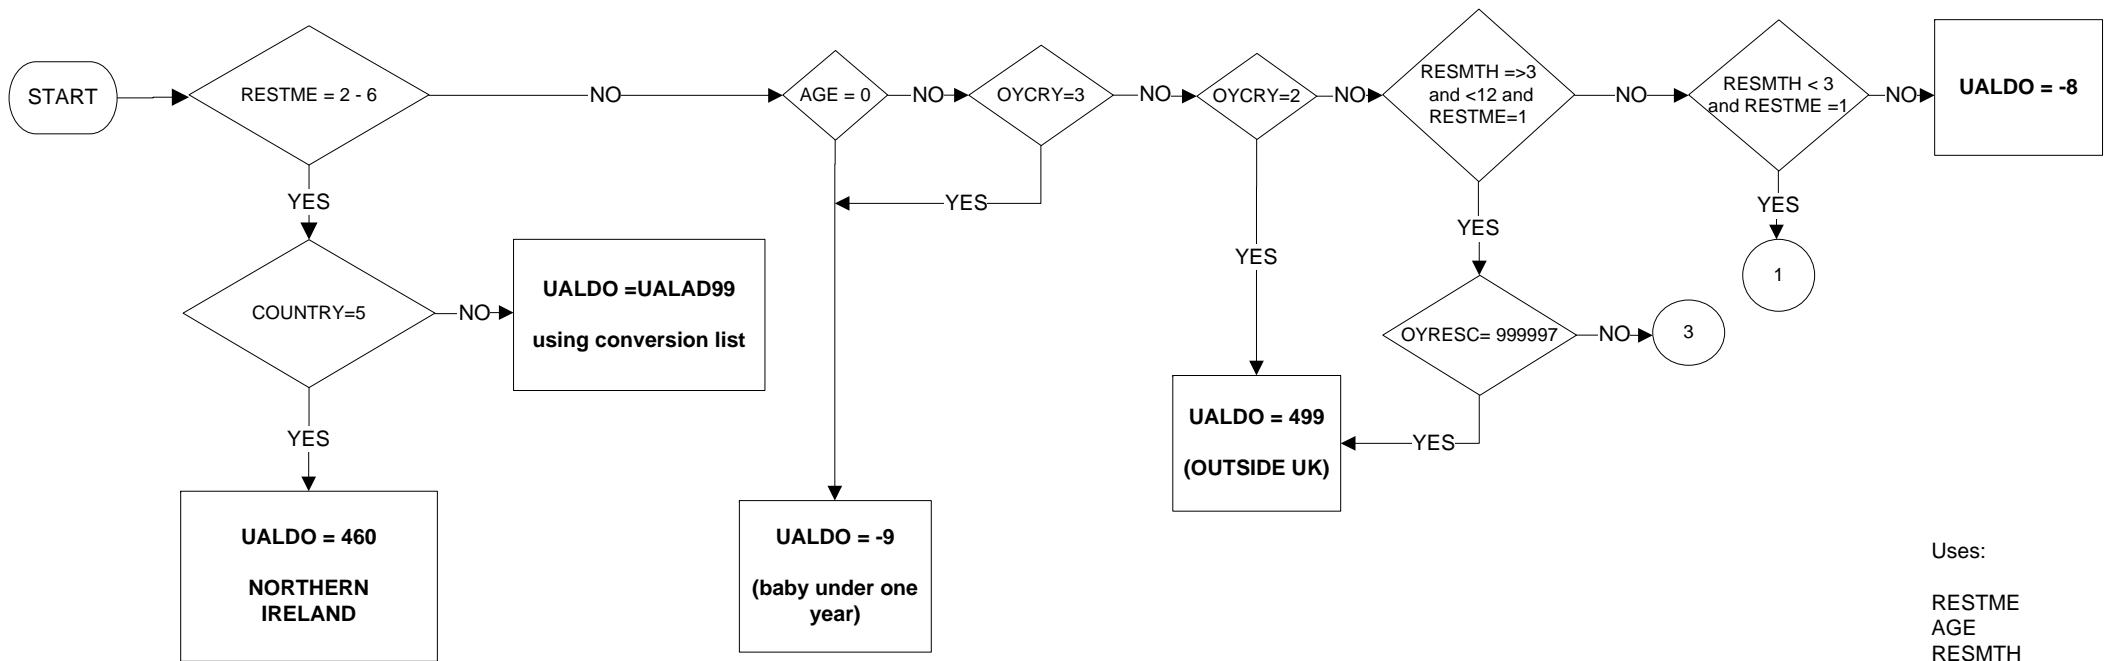 START
RESTME = 2 - 6
NO
AGE = 0
NO
OYCRY=3
NO
OYCRY=2
NO
RESMTH =>3
and <12 and
RESTME=1
NO
RESMTH < 3
and RESTME =1
NO
UALDO = -8
YES
YES
YES
YES
YES
COUNTRY=5
NO
UALDO =UALAD99
using conversion list
OYRESC= 999997
NO
3
1
YES
YES
UALDO = 460
NORTHERN
IRELAND
UALDO = -9
(baby under one
year)
UALDO = 499
(OUTSIDE UK)
Uses:
RESTME
AGE
RESMTH